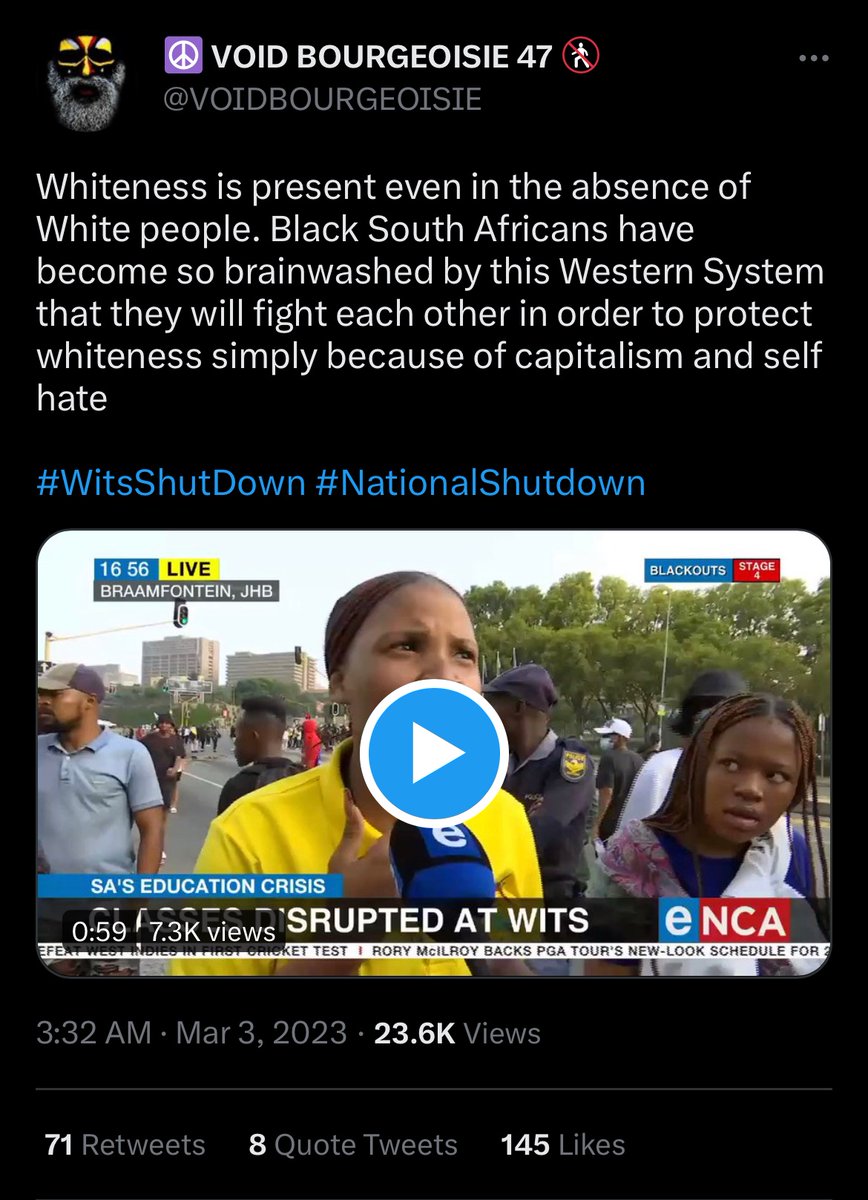 ☮ VOID BOURGEOISIE 47 🚷
@VOIDBOURGEOISIE
Whiteness is present even in the absence of
White people. Black South Africans have
become so brainwashed by this Western System
that they will fight each other in order to protect
whiteness simply because of capitalism and self
hate
#WitsShutDown #NationalShutdown
16 56 LIVE
BRAAMFONTEIN, JHB
BLACKOUTS STAGE
4
e
SA'S EDUCATION CRISIS
CLASSES DISRUPTED AT WITS
eNCA
0:59 7.3K views
EFEAT WEST INDIES IN FIRST CRICKET TEST I RORY McILROY BACKS PGA TOUR'S NEW-LOOK SCHEDULE FOR
3:32 AM · Mar 3, 2023 · 23.6K Views
71 Retweets 8 Quote Tweets 145 Likes